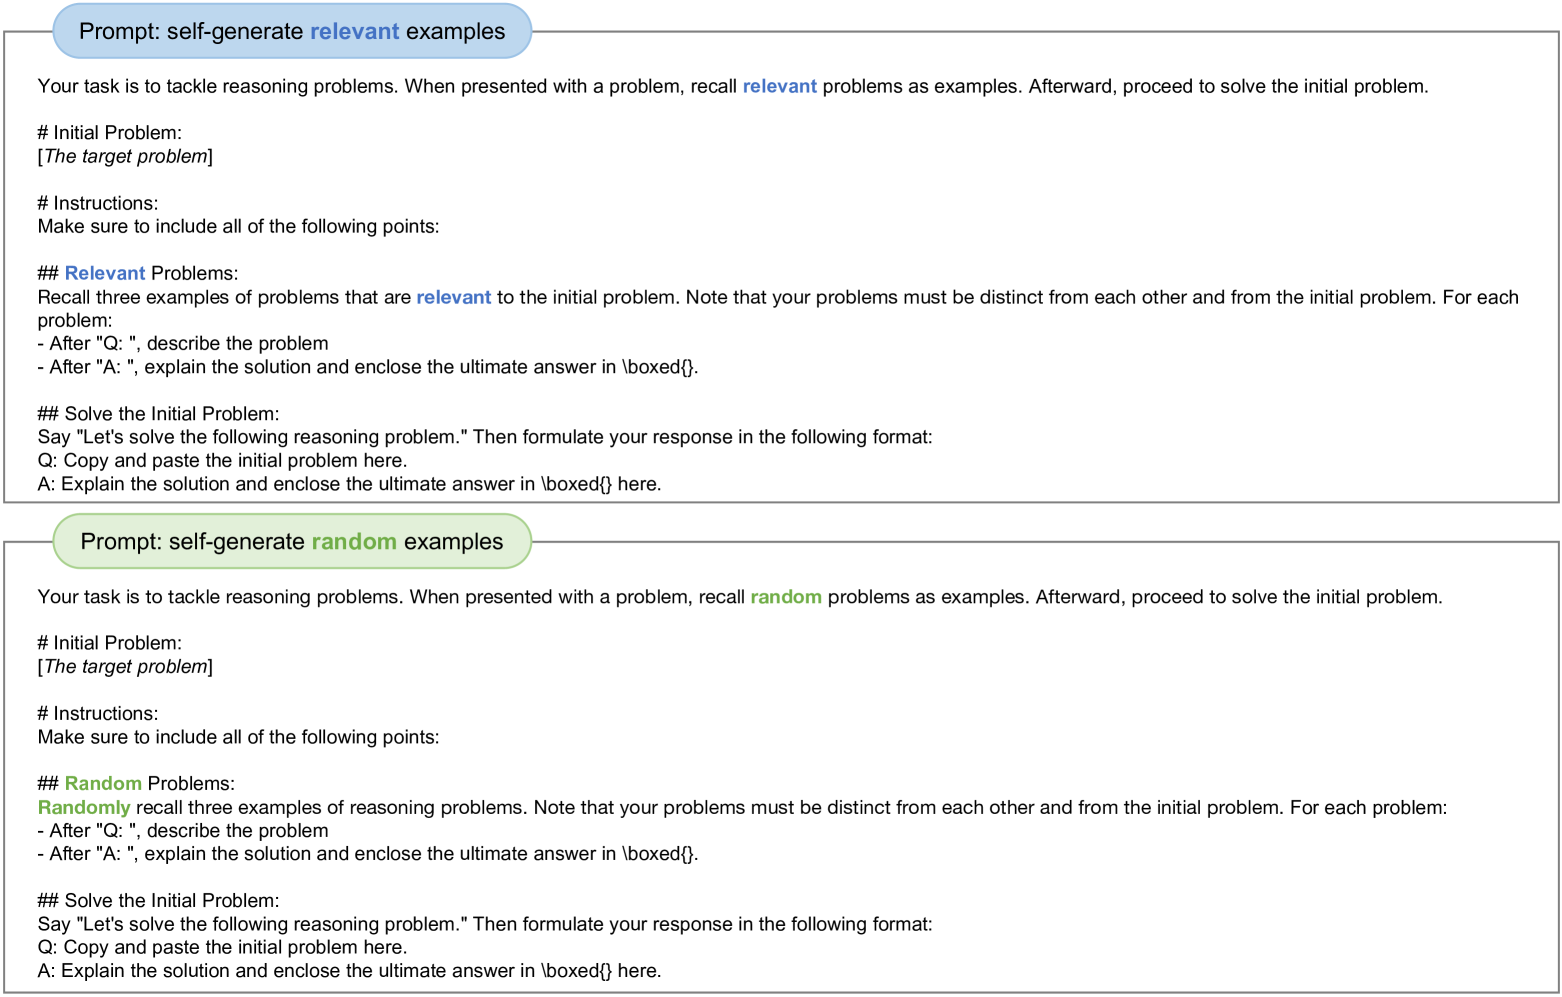 Prompt: self-generate relevant examples
Your task is to tackle reasoning problems. When presented with a problem, recall relevant problems as examples. Afterward, proceed to solve the initial problem.
# Initial Problem:
[The target problem]
# Instructions:
Make sure to include all of the following points:
## Relevant Problems:
Recall three examples of problems that are relevant to the initial problem. Note that your problems must be distinct from each other and from the initial problem. For each
problem:
- After "Q: ", describe the problem
- After "A: ", explain the solution and enclose the ultimate answer in \boxed{}.
## Solve the Initial Problem:
Say "Let's solve the following reasoning problem." Then formulate your response in the following format:
Q: Copy and paste the initial problem here.
A: Explain the solution and enclose the ultimate answer in \boxed{} here.
Prompt: self-generate random examples
Your task is to tackle reasoning problems. When presented with a problem, recall random problems as examples. Afterward, proceed to solve the initial problem.
# Initial Problem:
[The target problem]
# Instructions:
Make sure to include all of the following points:
## Random Problems:
Randomly recall three examples of reasoning problems. Note that your problems must be distinct from each other and from the initial problem. For each problem:
- After "Q: ", describe the problem
- After "A: ", explain the solution and enclose the ultimate answer in \boxed{}.
## Solve the Initial Problem:
Say "Let's solve the following reasoning problem." Then formulate your response in the following format:
Q: Copy and paste the initial problem here.
A: Explain the solution and enclose the ultimate answer in \boxed{} here.